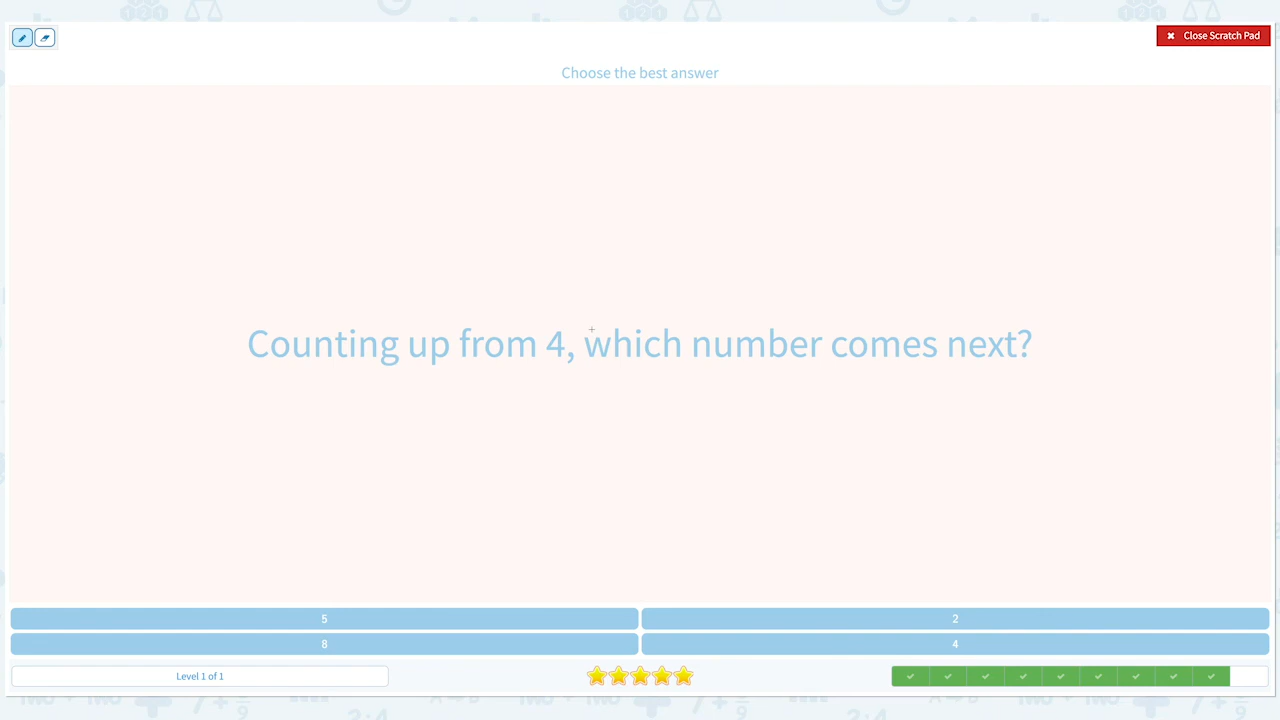 Close Scratch Pad
Choose the best answer
Counting up from 4, which number comes next?
5
2
8
4
Level 1 of 1